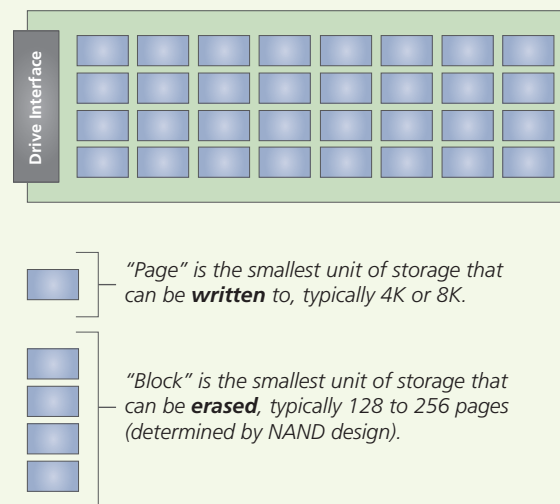 Drive Interface
“Page” is the smallest unit of storage that
can be written to, typically 4K or 8K.
“Block” is the smallest unit of storage that
can be erased, typically 128 to 256 pages
(determined by NAND design).